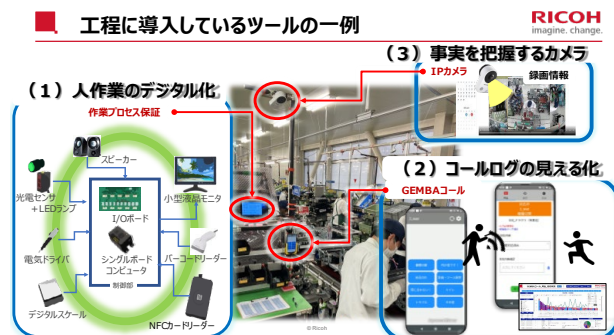 工程に導入しているツールの一例
RICOH
imagine. change.
（３）事実を把握するカメラ
IPカメラ
録画情報
（１）人作業のデジタル化
作業プロセス保証
スピーカー
光電センサ
＋LEDランプ
小型液晶モニタ
I/Oボード
電気ドライバ
シングルボード
コンピュータ
バーコードリーダー
制御部
デジタルスケール
NFCカードリーダー
（２）コールログの見える化
GEMBAコール
© Ricoh